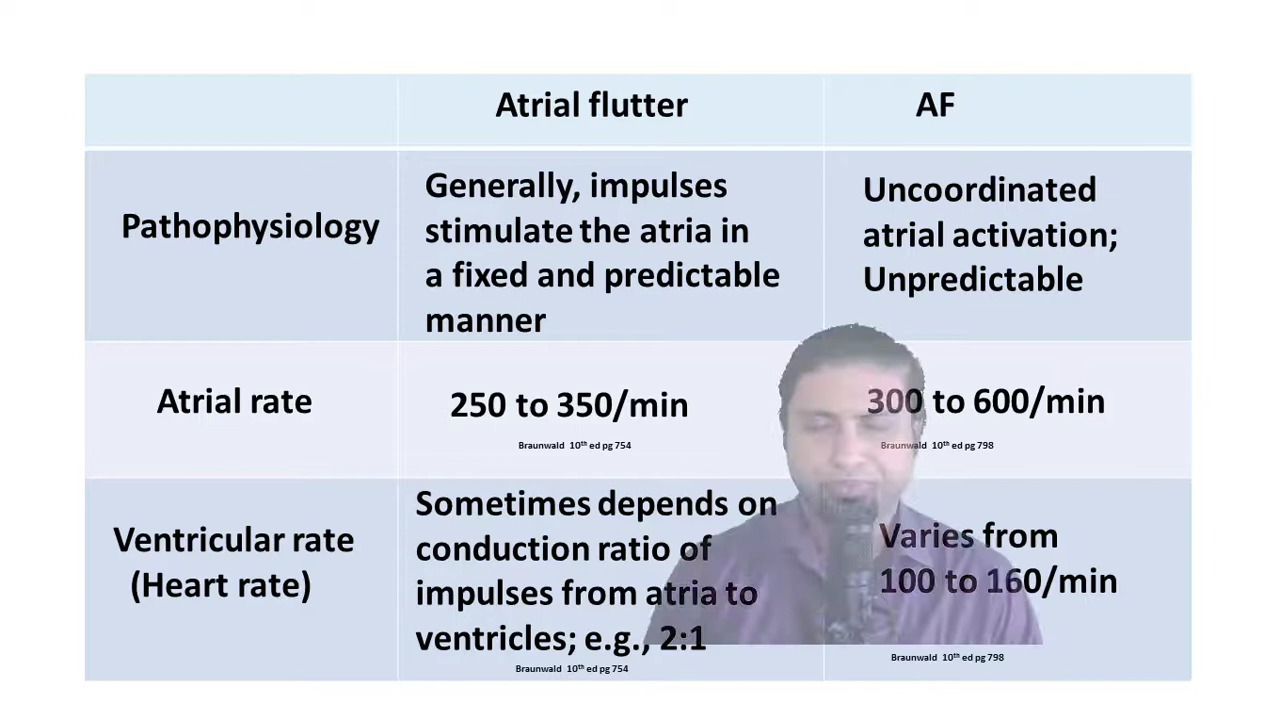 Atrial flutter
AF
Pathophysiology
Generally, impulses
stimulate the atria in
a fixed and predictable
manner
Uncoordinated
atrial activation;
Unpredictable
Atrial rate
250 to 350/min
Braunwald 10th ed pg 754
300 to 600/min
Braunwald 10th ed pg 798
Ventricular rate
(Heart rate)
Sometimes depends on
conduction ratio of
impulses from atria to
ventricles; e.g., 2:1
Braunwald 10th ed pg 754
Varies from
100 to 160/min
Braunwald 10th ed pg 798